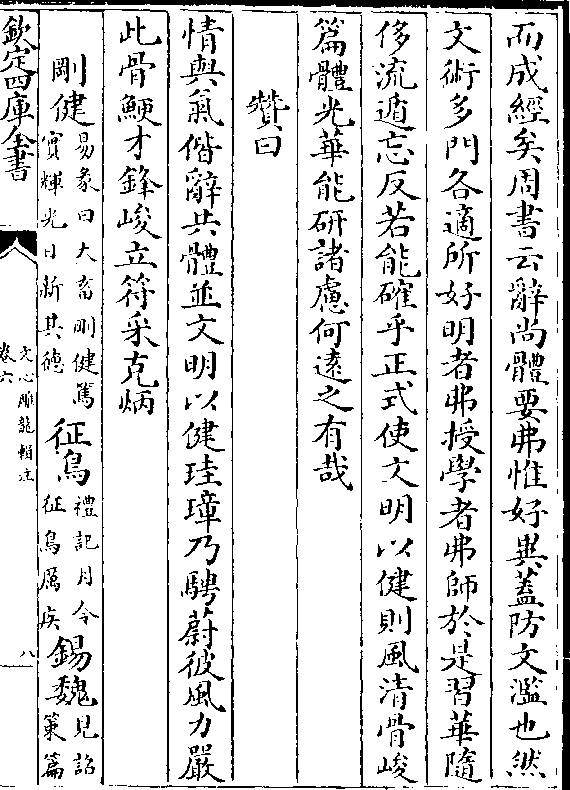 而成經矣周書云辭尚體要弗惟好異蓋防文濫也然
文術多門各適所好明者弗授學者弗師於是習華隨
侈流遁忘反若能確乎正式使文明以健則風清骨峻
篇體光華能研諸慮何遠之有哉
贊曰
情與氣偕辭共體並文明以健珪璋乃騁蔚彼風力嚴
此骨鯁才鋒峻立符采克炳
剛健易彖曰大畜剛健篤實輝光日新其德 征鳥禮記月令征鳥厲疾 錫魏見詔策篇
欽定四庫全書
文心雕龍輯注
卷六
八